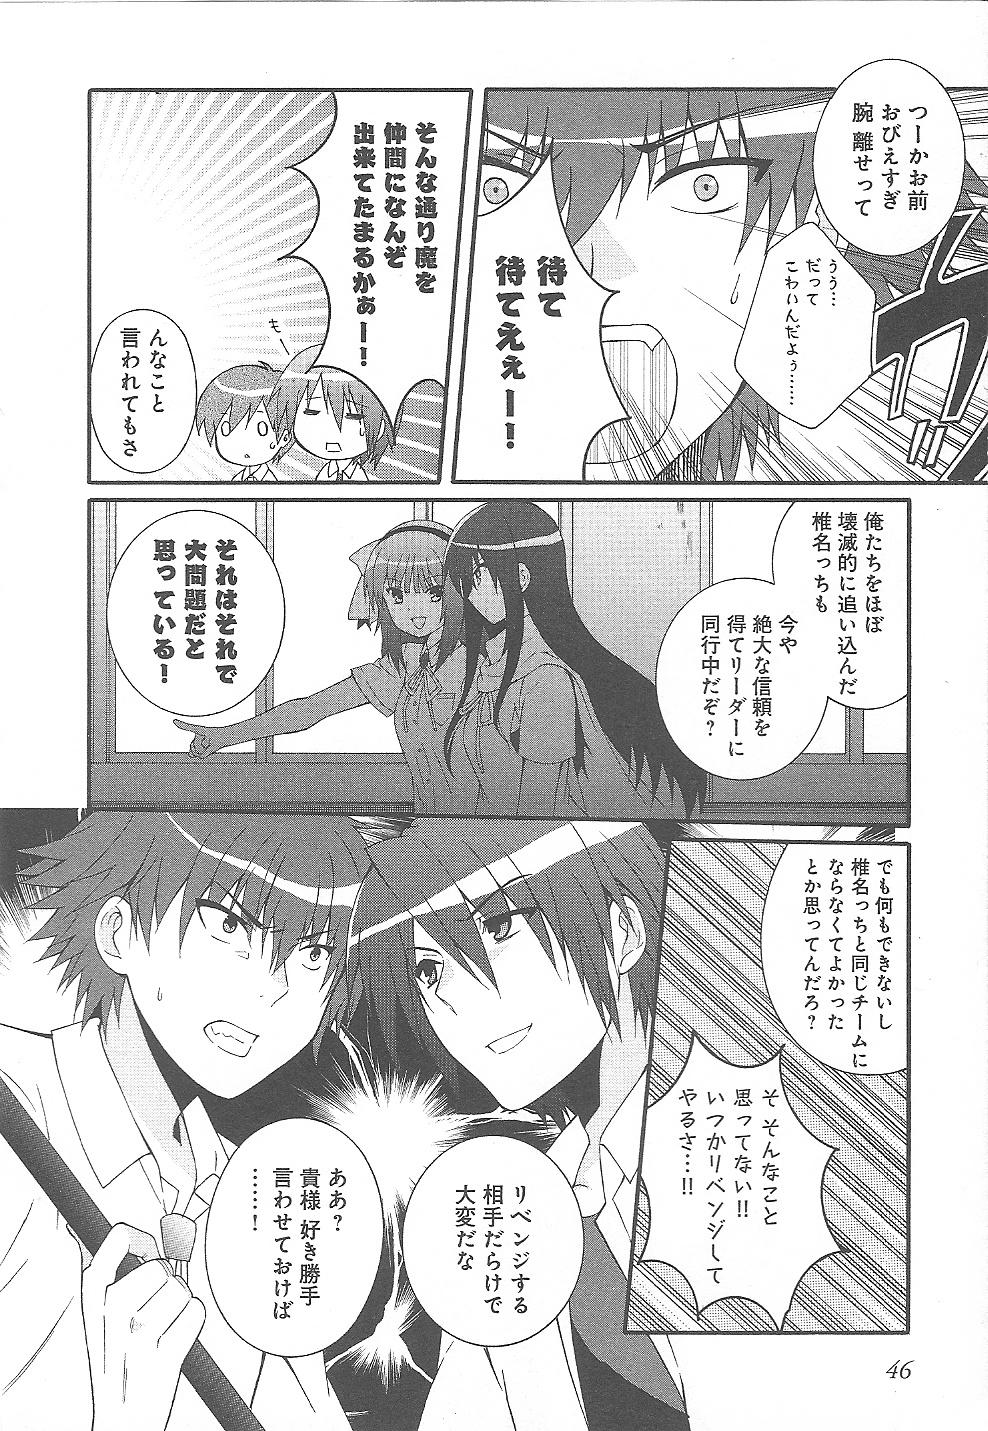 つーかお前
おびえすぎ
腕 離せって
うぅ…
だって
こわいんだよぅ……
待て
待てえぇーー！
そんな通り魔を
仲間になんぞ
出来てたまるかぁー！
もー
んなこと
言われてもさ
俺たちをほぼ
壊滅的に追い込んだ
椎名っちも
今や
絶大な信頼を
得てリーダーに
同行中だぞ？
それはそれで
大問題だと
思っている！
でも何もできないし
椎名っちと同じチームに
ならなくてよかった
とか思ってんだろ？
そ そんなこと
思ってない!!
いつかリベンジして
やるさ…!!
リベンジする
相手だらけで
大変だな
ああ？
貴様 好き勝手
言わせておけば
……！
46